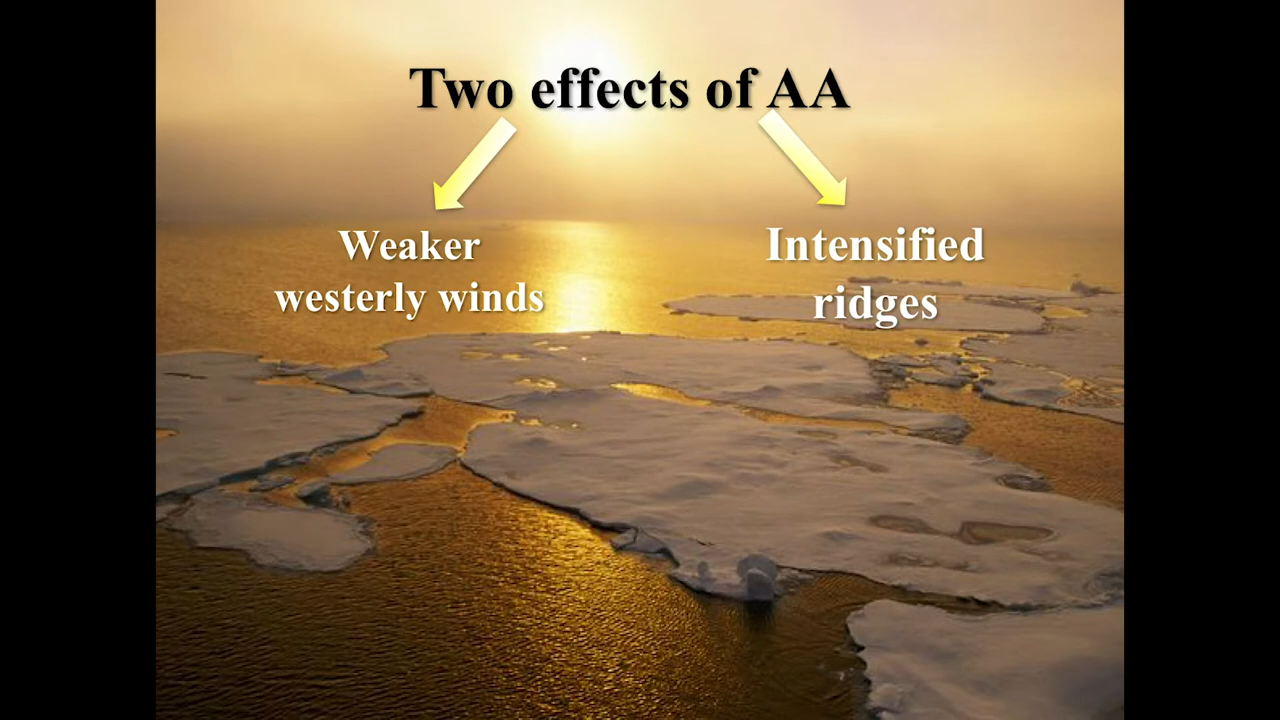 Two effects of AA
Weaker
westerly winds
Intensified
ridges